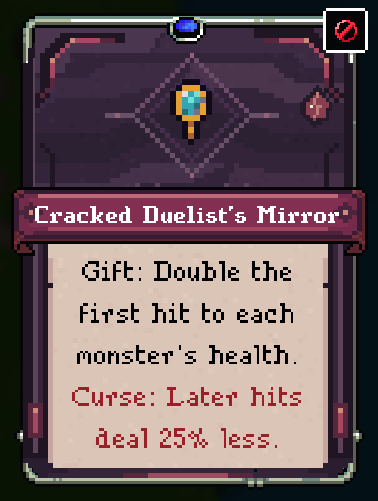 Cracked Duelist's Mirror
Gift: Double the
first hit to each
monster's health.
Curse: Later hits
deal 25% less.